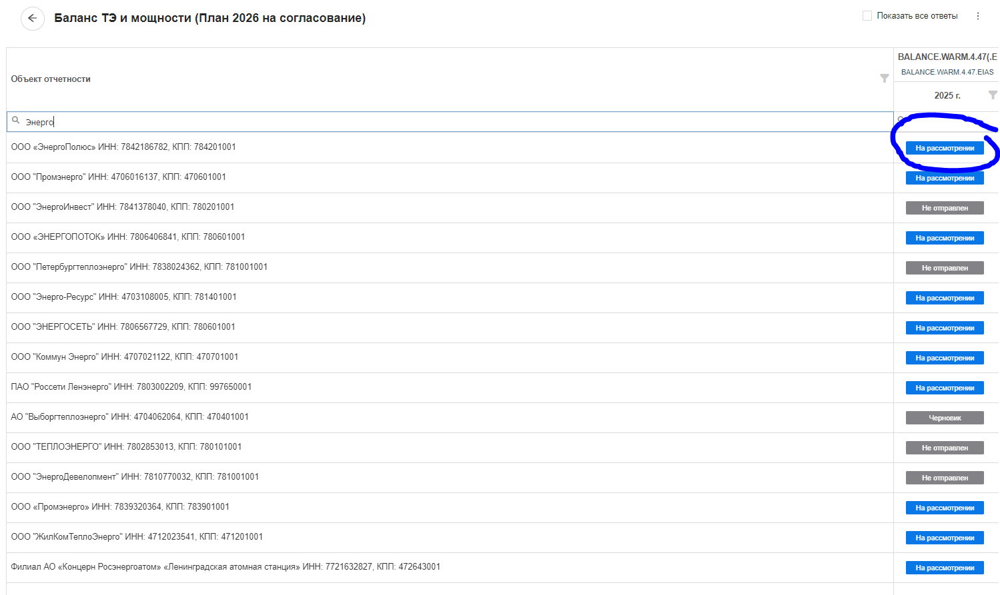 Баланс ТЭ и мощности (План 2026 на согласование)
Показать все ответы
BALANCE.WARM.4.47(.E
BALANCE.WARM.4.47.EIAS
Объект отчетности
2025 г.
Энерго
ООО «ЭнергоПолюс» ИНН: 7842186782, КПП: 784201001 На рассмотрении
ООО "Промэнерго" ИНН: 4706016137, КПП: 470601001 На рассмотрении
ООО "ЭнергоИнвест" ИНН: 7841378040, КПП: 780201001 Не отправлен
ООО «ЭНЕРГОПОТОК» ИНН: 7806406841, КПП: 780601001 На рассмотрении
ООО "Петербургтеплоэнерго" ИНН: 7838024362, КПП: 781001001 Не отправлен
ООО "Энерго-Ресурс" ИНН: 4703108005, КПП: 781401001 На рассмотрении
ООО "ЭНЕРГОСЕТЬ" ИНН: 7806567729, КПП: 780601001 На рассмотрении
ООО "Коммун Энерго" ИНН: 4707021122, КПП: 470701001 На рассмотрении
ПАО "Россети Ленэнерго" ИНН: 7803002209, КПП: 997650001 На рассмотрении
АО "Выборгтеплоэнерго" ИНН: 4704062064, КПП: 470401001 Черновик
ООО "ТЕПЛОЭНЕРГО" ИНН: 7802853013, КПП: 780101001 Не отправлен
ООО "ЭнергоДевелопмент" ИНН: 7810770032, КПП: 781001001 Не отправлен
ООО «Промэнерго» ИНН: 7839320364, КПП: 783901001 На рассмотрении
ООО "ЖилКомТеплоЭнерго" ИНН: 4712023541, КПП: 471201001 На рассмотрении
Филиал АО «Концерн Росэнергоатом» «Ленинградская атомная станция» ИНН: 7721632827, КПП: 472643001 На рассмотрении